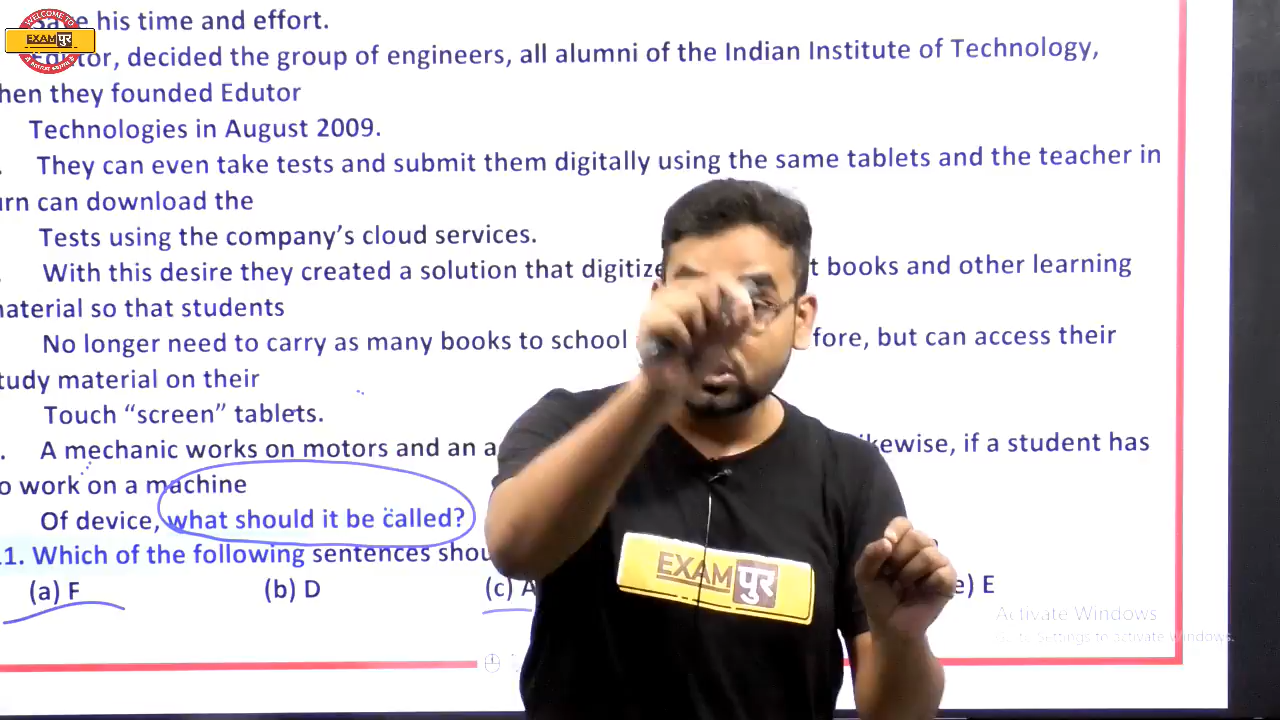 WELCOME TO
EXAMपुर
his time and effort.
decided the group of engineers, all alumni of the Indian Institute of Technology,
hen they founded Edutor
Technologies in August 2009.
. They can even take tests and submit them digitally using the same tablets and the teacher in
urn can download the
Tests using the company's cloud services.
. With this desire they created a solution that digitize t books and other learning
aterial so that students
No longer need to carry as many books to school fore, but can access their
tudy material on their
Touch "screen" tablets.
. A mechanic works on motors and an a ikewise, if a student has
o work on a machine
Of device, what should it be called?
1. Which of the following sentences shou
(a) F (b) D (c) A e) E
EXAMपुर
Activate Windows
Go to Settings to activate Windows.